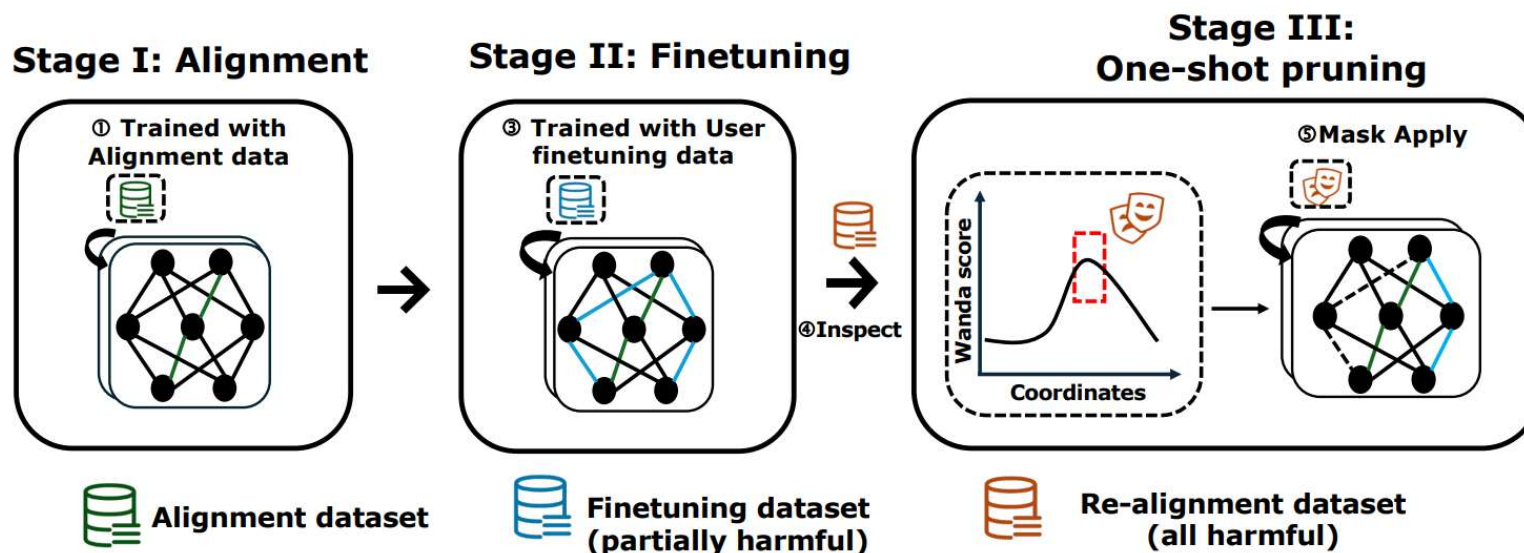 Stage I: Alignment
Stage II: Finetuning
Stage III:
One-shot pruning
① Trained with
Alignment data
③ Trained with User
finetuning data
④Inspect
⑤Mask Apply
Wanda score
Coordinates
Alignment dataset
Finetuning dataset
(partially harmful)
Re-alignment dataset
(all harmful)